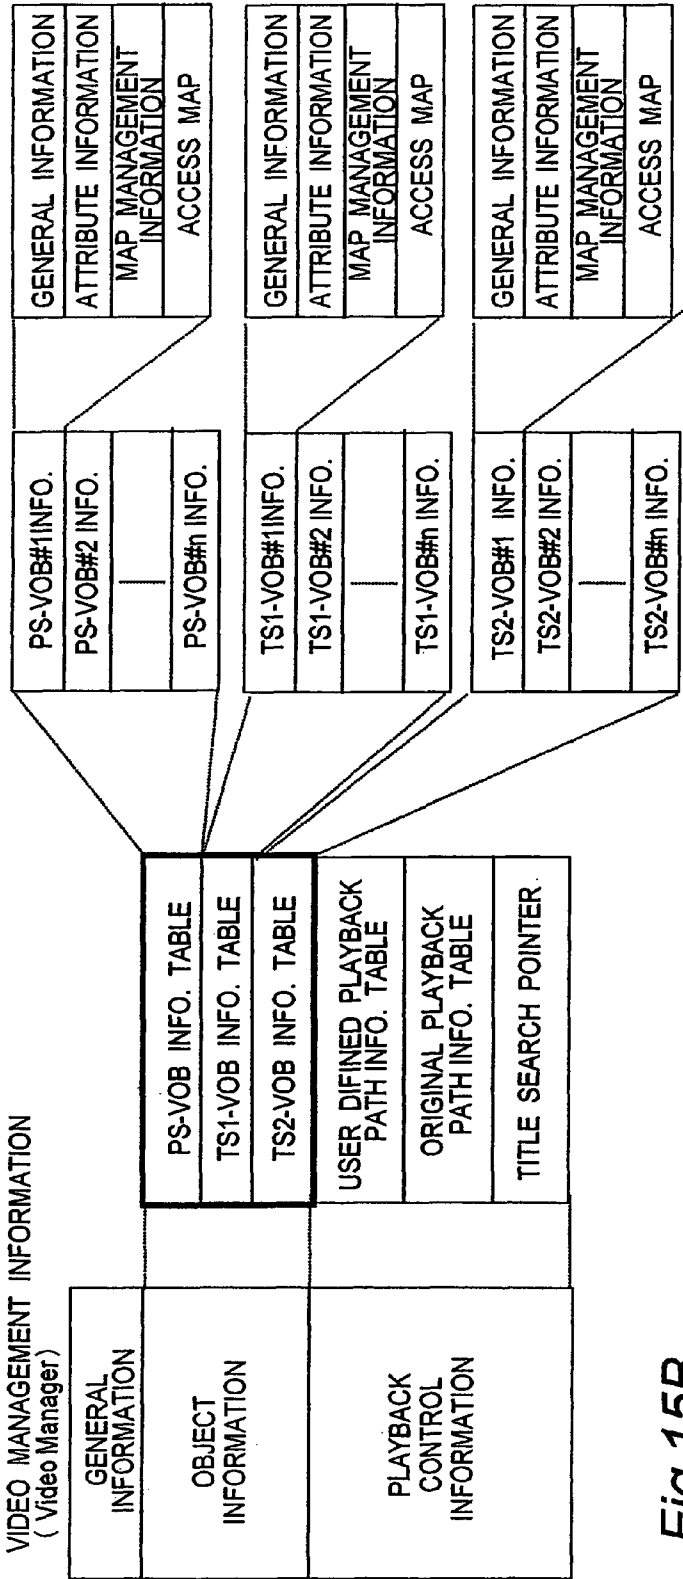 VIDEO MANAGEMENT INFORMATION
( Video Manager )
GENERAL
INFORMATION
OBJECT
INFORMATION
PLAYBACK
CONTROL
INFORMATION
PS-VOB INFO. TABLE
TS1-VOB INFO. TABLE
TS2-VOB INFO. TABLE
USER DIFINED PLAYBACK
PATH INFO. TABLE
ORIGINAL PLAYBACK
PATH INFO. TABLE
TITLE SEARCH POINTER
PS-VOB#1INFO.
PS-VOB#2 INFO.
PS-VOB#n INFO.
TS1-VOB#1INFO.
TS1-VOB#2 INFO.
TS1-VOB#n INFO.
TS2-VOB#1 INFO.
TS2-VOB#2 INFO.
TS2-VOB#n INFO.
GENERAL INFORMATION
ATTRIBUTE INFORMATION
MAP MANAGEMENT
INFORMATION
ACCESS MAP
GENERAL INFORMATION
ATTRIBUTE INFORMATION
MAP MANAGEMENT
INFORMATION
ACCESS MAP
GENERAL INFORMATION
ATTRIBUTE INFORMATION
MAP MANAGEMENT
INFORMATION
ACCESS MAP
Fig.15B